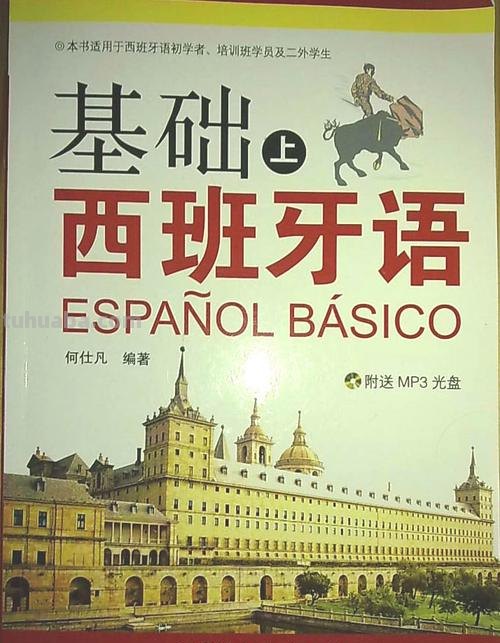 ◎本书适用于西班牙语初学者、培训班学员及二外学生
基础上
西班牙语
ESPAÑOL BÁSICO
tuhuaba.com
何仕凡 编著
附送 MP3 光盘